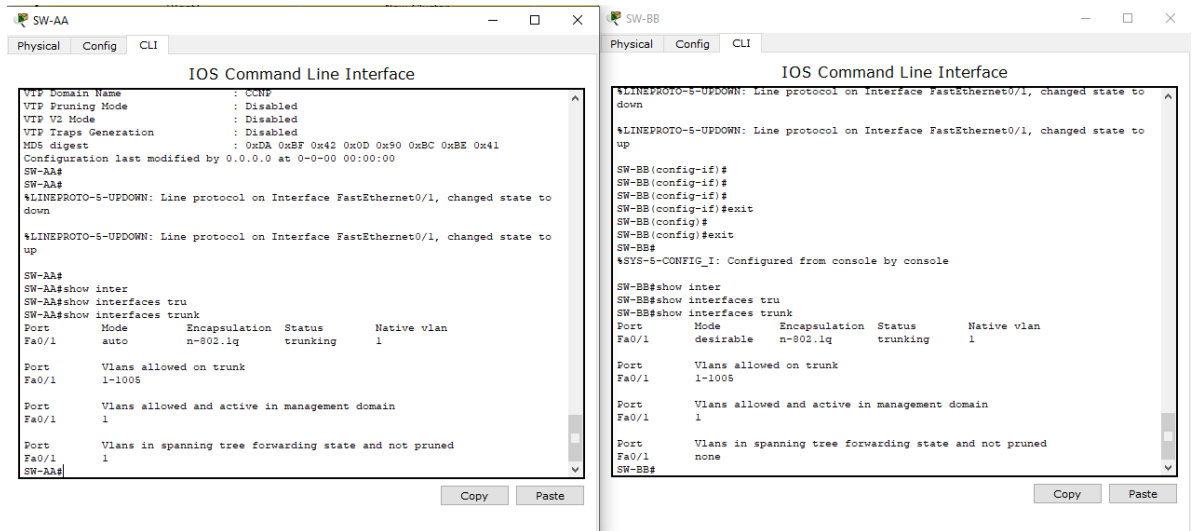 SW-AA
Physical Config CLI
IOS Command Line Interface
VTP Domain Name : CCNP
VTP Pruning Mode : Disabled
VTP V2 Mode : Disabled
VTP Traps Generation : Disabled
MD5 digest : 0xDA 0xBF 0x42 0x0D 0x90 0xBC 0xBE 0x41
Configuration last modified by 0.0.0.0 at 0-0-00 00:00:00
SW-AA#
SW-AA#
%LINEPROTO-5-UPDOWN: Line protocol on Interface FastEthernet0/1, changed state to
down
%LINEPROTO-5-UPDOWN: Line protocol on Interface FastEthernet0/1, changed state to
up
SW-AA#
SW-AA#show inter
SW-AA#show interfaces tru
SW-AA#show interfaces trunk
Port Mode Encapsulation Status Native vlan
Fa0/1 auto n-802.1q trunking 1
Port Vlans allowed on trunk
Fa0/1 1-1005
Port Vlans allowed and active in management domain
Fa0/1 1
Port Vlans in spanning tree forwarding state and not pruned
Fa0/1 1
SW-AA#
Copy Paste
SW-BB
Physical Config CLI
IOS Command Line Interface
%LINEPROTO-5-UPDOWN: Line protocol on Interface FastEthernet0/1, changed state to
down
%LINEPROTO-5-UPDOWN: Line protocol on Interface FastEthernet0/1, changed state to
up
SW-BB(config-if)#
SW-BB(config-if)#
SW-BB(config-if)#
SW-BB(config-if)#exit
SW-BB(config)#
SW-BB(config)#exit
SW-BB#
%SYS-5-CONFIG_I: Configured from console by console
SW-BB#show inter
SW-BB#show interfaces tru
SW-BB#show interfaces trunk
Port Mode Encapsulation Status Native vlan
Fa0/1 desirable n-802.1q trunking 1
Port Vlans allowed on trunk
Fa0/1 1-1005
Port Vlans allowed and active in management domain
Fa0/1 1
Port Vlans in spanning tree forwarding state and not pruned
Fa0/1 none
SW-BB#
Copy Paste